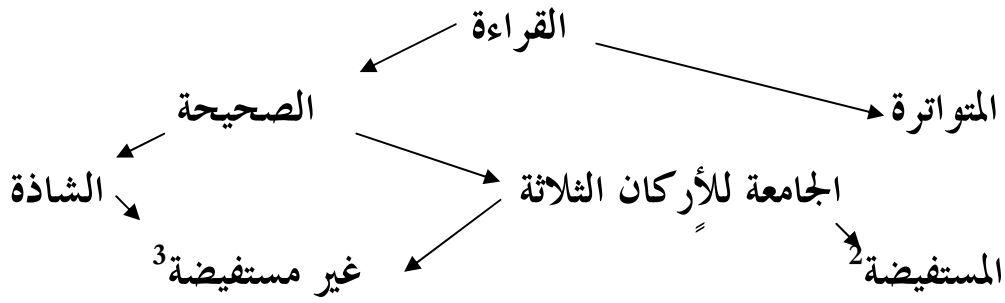 القراءة
المتواترة
الصحيحة
الجامعة للأركان الثلاثة
الشاذة
المستفيضة2
غير مستفيضة3